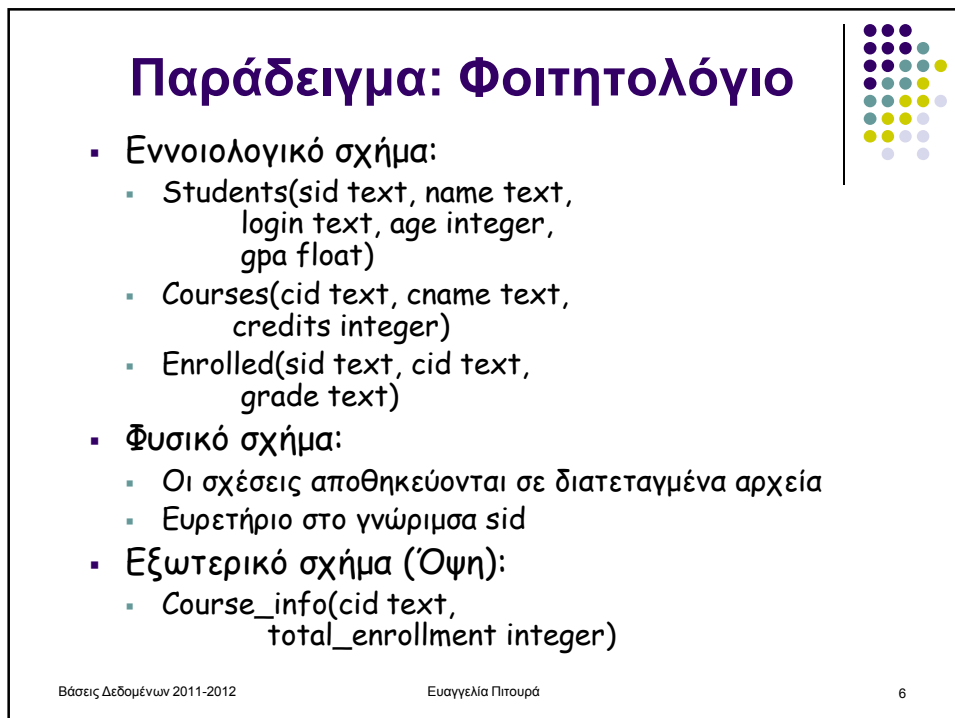 Παράδειγμα: Φοιτητολόγιο
▪ Εννοιολογικό σχήμα:
▪ Students(sid text, name text,
login text, age integer,
gpa float)
▪ Courses(cid text, cname text,
credits integer)
▪ Enrolled(sid text, cid text,
grade text)
▪ Φυσικό σχήμα:
▪ Οι σχέσεις αποθηκεύονται σε διατεταγμένα αρχεία
▪ Ευρετήριο στο γνώριμσα sid
▪ Εξωτερικό σχήμα (Όψη):
▪ Course_info(cid text,
total_enrollment integer)
Βάσεις Δεδομένων 2011-2012 Ευαγγελία Πιτουρά 6